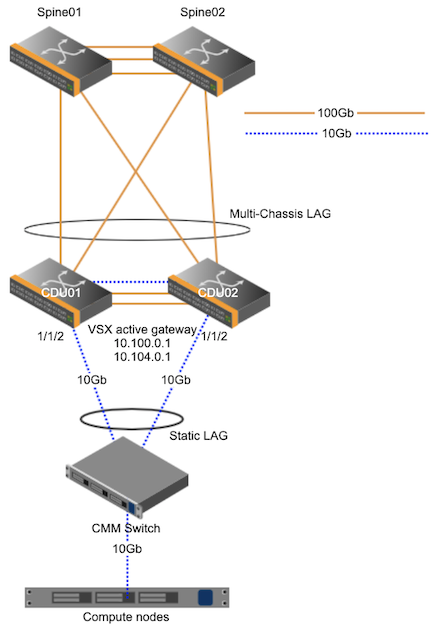 Spine01
Spine02
100Gb
10Gb
Multi-Chassis LAG
CDU01
CDU02
1/1/2
VSX active gateway
1/1/2
10.100.0.1
10.104.0.1
10Gb
10Gb
Static LAG
CMM Switch
10Gb
Compute nodes